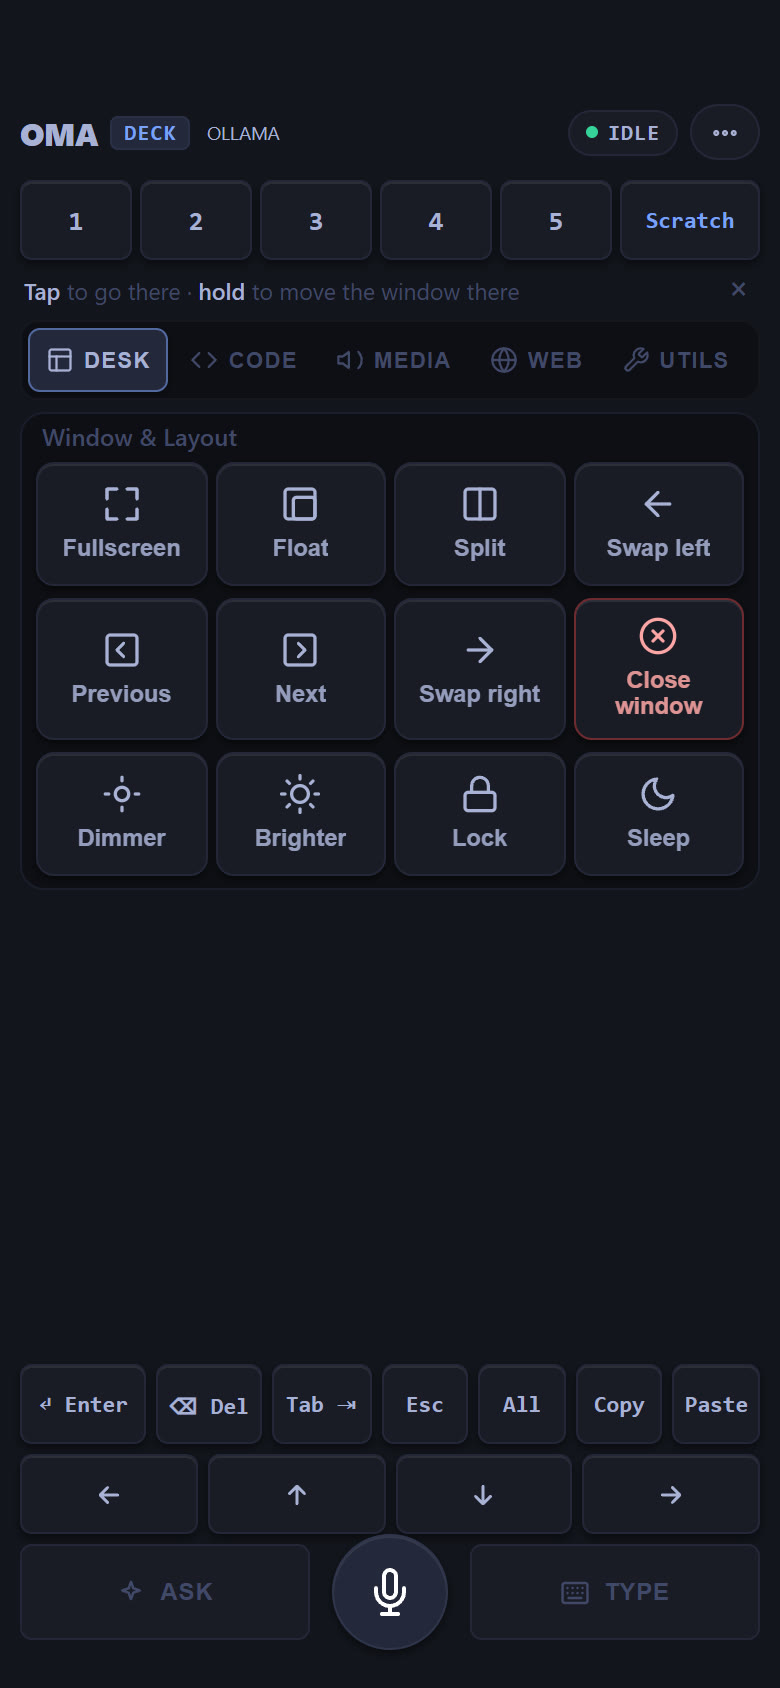 OMA DECK OLLAMA IDLE
1 2 3 4 5 Scratch
Tap to go there · hold to move the window there ×
DESK CODE MEDIA WEB UTILS
Window & Layout
Fullscreen Float Split Swap left
Previous Next Swap right Close window
Dimmer Brighter Lock Sleep
⏎ Enter ⌫ Del Tab ⇥ Esc All Copy Paste
← ↑ ↓ →
ASK TYPE